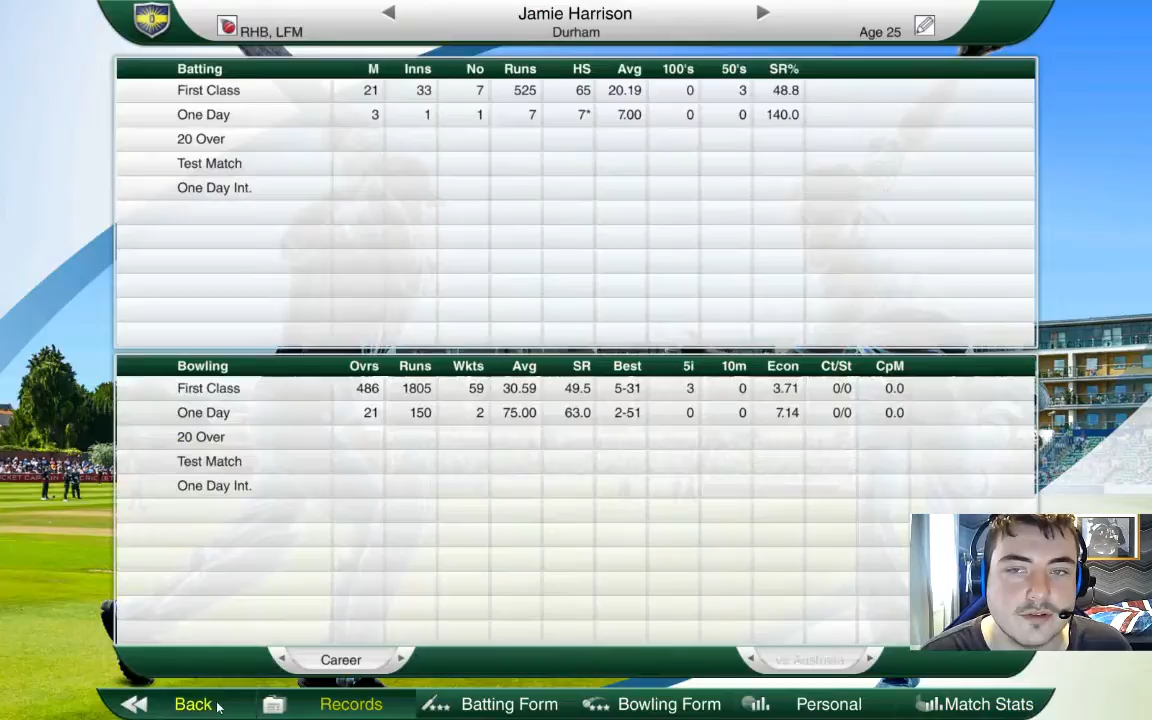 Jamie Harrison
RHB, LFM
Durham
Age 25
Batting M Inns No Runs HS Avg 100's 50's SR%
First Class 21 33 7 525 65 20.19 0 3 48.8
One Day 3 1 1 7 7* 7.00 0 0 140.0
20 Over
Test Match
One Day Int.
Bowling Ovrs Runs Wkts Avg SR Best 5i 10m Econ Ct/St CpM
First Class 486 1805 59 30.59 49.5 5-31 3 0 3.71 0/0 0.0
One Day 21 150 2 75.00 63.0 2-51 0 0 7.14 0/0 0.0
20 Over
Test Match
One Day Int.
Career
vs Australia
Back Records Batting Form Bowling Form Personal Match Stats